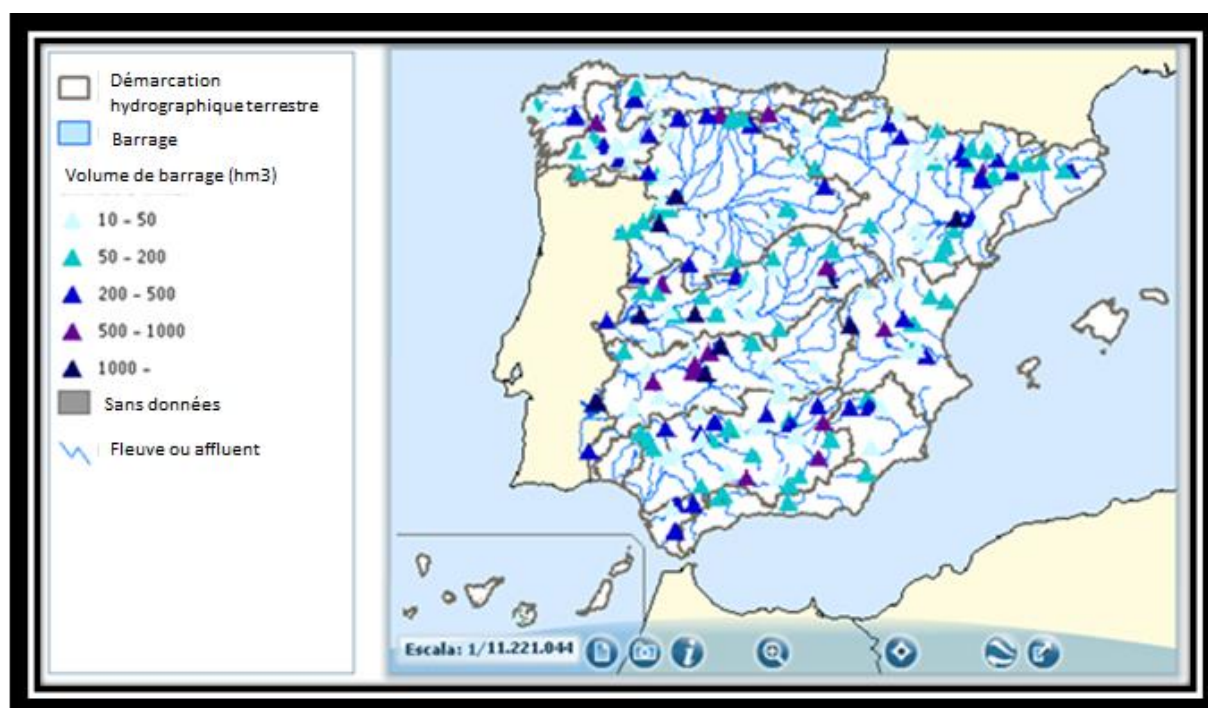 Démarcation
hydrographique terrestre
Barrage
Volume de barrage (hm3)
10 - 50
50 - 200
200 - 500
500 - 1000
1000 -
Sans données
Fleuve ou affluent
Escala: 1/11.221.044